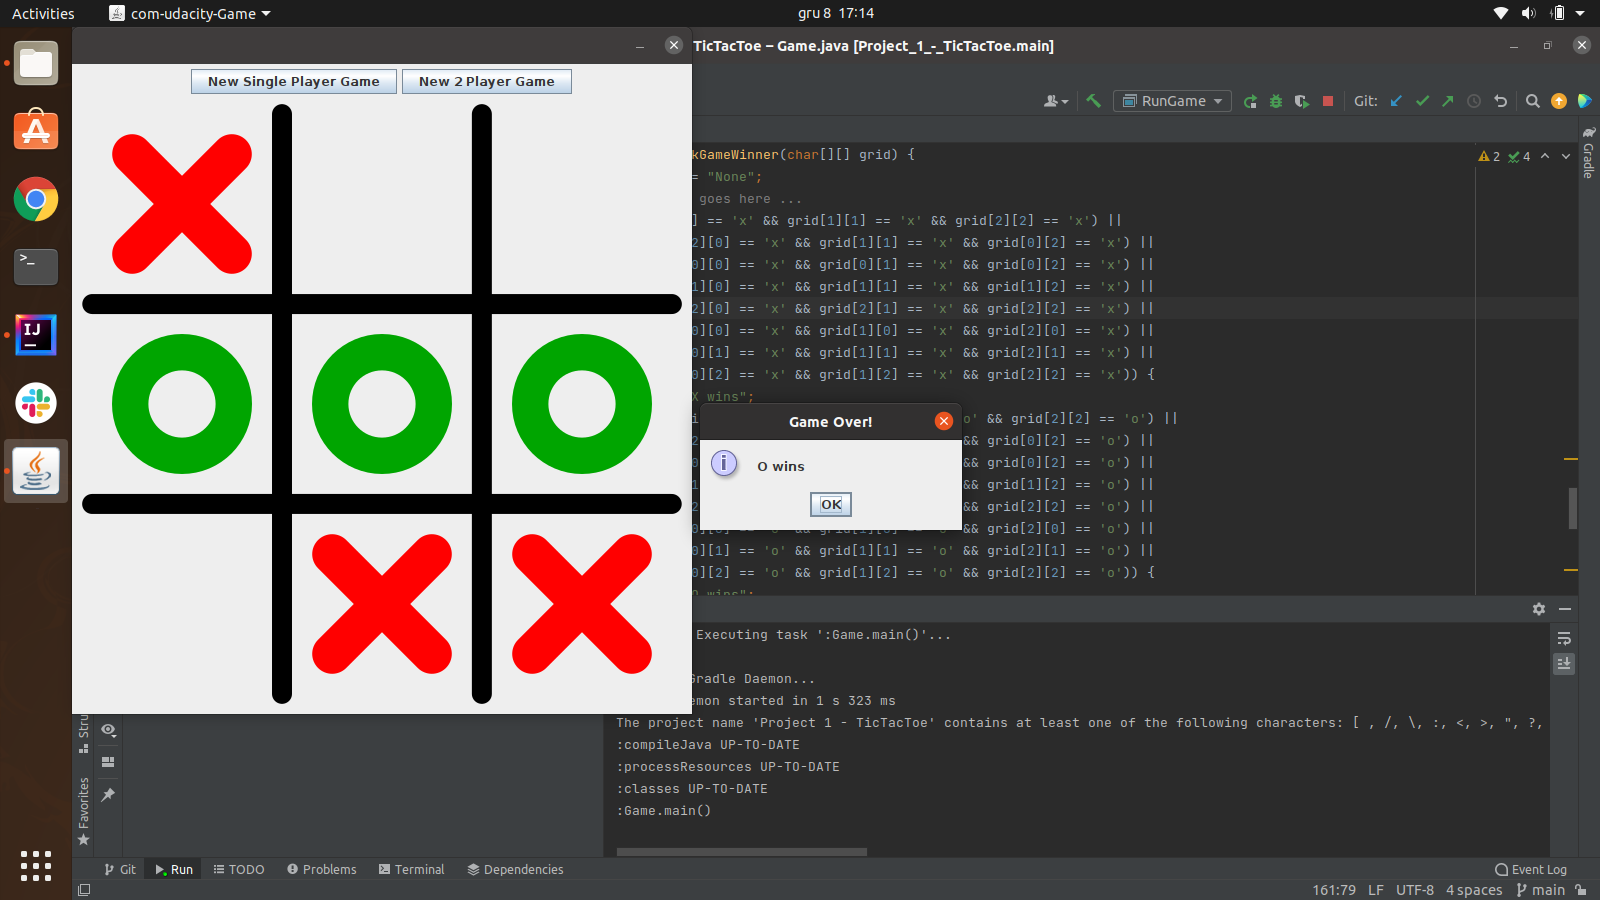 Activities
com-udacity-Game
gru 8 17:14
TicTacToe – Game.java [Project_1_-_TicTacToe.main]
New Single Player Game
New 2 Player Game
RunGame
Git:
kGameWinner(char[][] grid) {
= "None";
goes here ...
] == 'x' && grid[1][1] == 'x' && grid[2][2] == 'x') ||
2][0] == 'x' && grid[1][1] == 'x' && grid[0][2] == 'x') ||
0][0] == 'x' && grid[0][1] == 'x' && grid[0][2] == 'x') ||
1][0] == 'x' && grid[1][1] == 'x' && grid[1][2] == 'x') ||
2][0] == 'x' && grid[2][1] == 'x' && grid[2][2] == 'x') ||
0][0] == 'x' && grid[1][0] == 'x' && grid[2][0] == 'x') ||
0][1] == 'x' && grid[1][1] == 'x' && grid[2][1] == 'x') ||
0][2] == 'x' && grid[1][2] == 'x' && grid[2][2] == 'x')) {
X wins";
o' && grid[2][2] == 'o') ||
&& grid[0][2] == 'o') ||
&& grid[0][2] == 'o') ||
&& grid[1][2] == 'o') ||
&& grid[2][2] == 'o') ||
&& grid[2][0] == 'o') ||
0][1] == 'o' && grid[1][1] == 'o' && grid[2][1] == 'o') ||
0][2] == 'o' && grid[1][2] == 'o' && grid[2][2] == 'o')) {
O wins";
2
4
Gradle
Game Over!
O wins
OK
Executing task ':Game.main()'...
Gradle Daemon...
emon started in 1 s 323 ms
The project name 'Project 1 - TicTacToe' contains at least one of the following characters: [ , /, \, :, <, >, ", ?,
:compileJava UP-TO-DATE
:processResources UP-TO-DATE
:classes UP-TO-DATE
:Game.main()
Stru
Favorites
Git
Run
TODO
Problems
Terminal
Dependencies
Event Log
161:79
LF
UTF-8
4 spaces
main